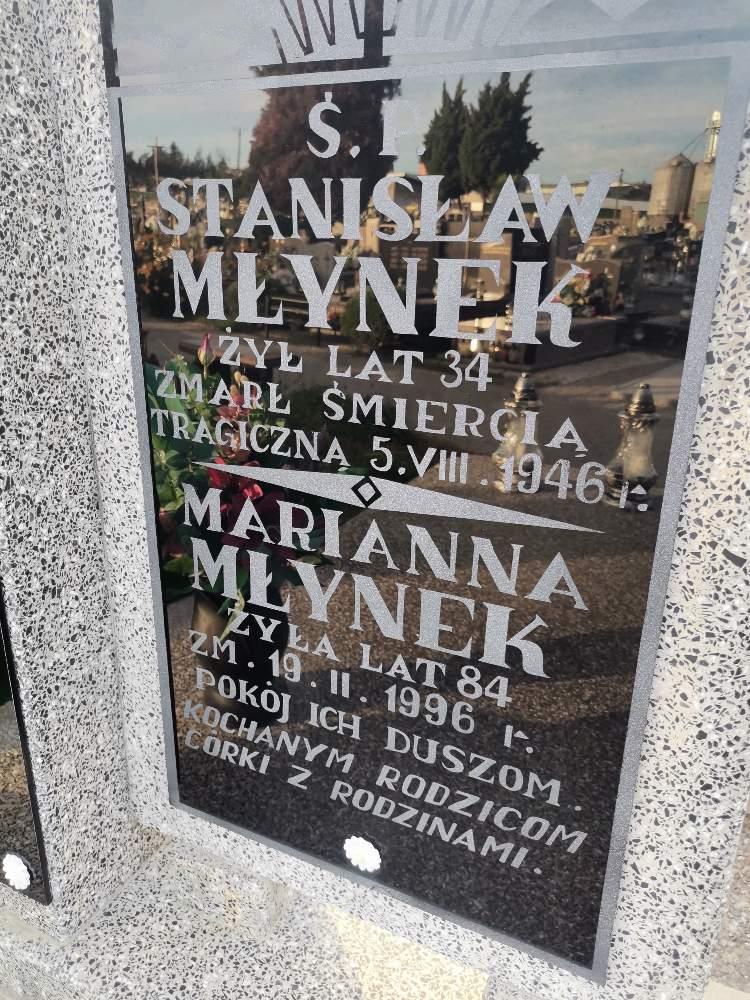 Ś.P.
STANISŁAW
MŁYNEK
ŻYŁ LAT 34
ZMARŁ ŚMIERCIĄ
TRAGICZNĄ 5.VIII.1946 r.
MARIANNA
MŁYNEK
ŻYŁA LAT 84
ZM. 19.II.1996 r.
POKÓJ ICH DUSZOM.
KOCHANYM RODZICOM
CÓRKI Z RODZINAMI.